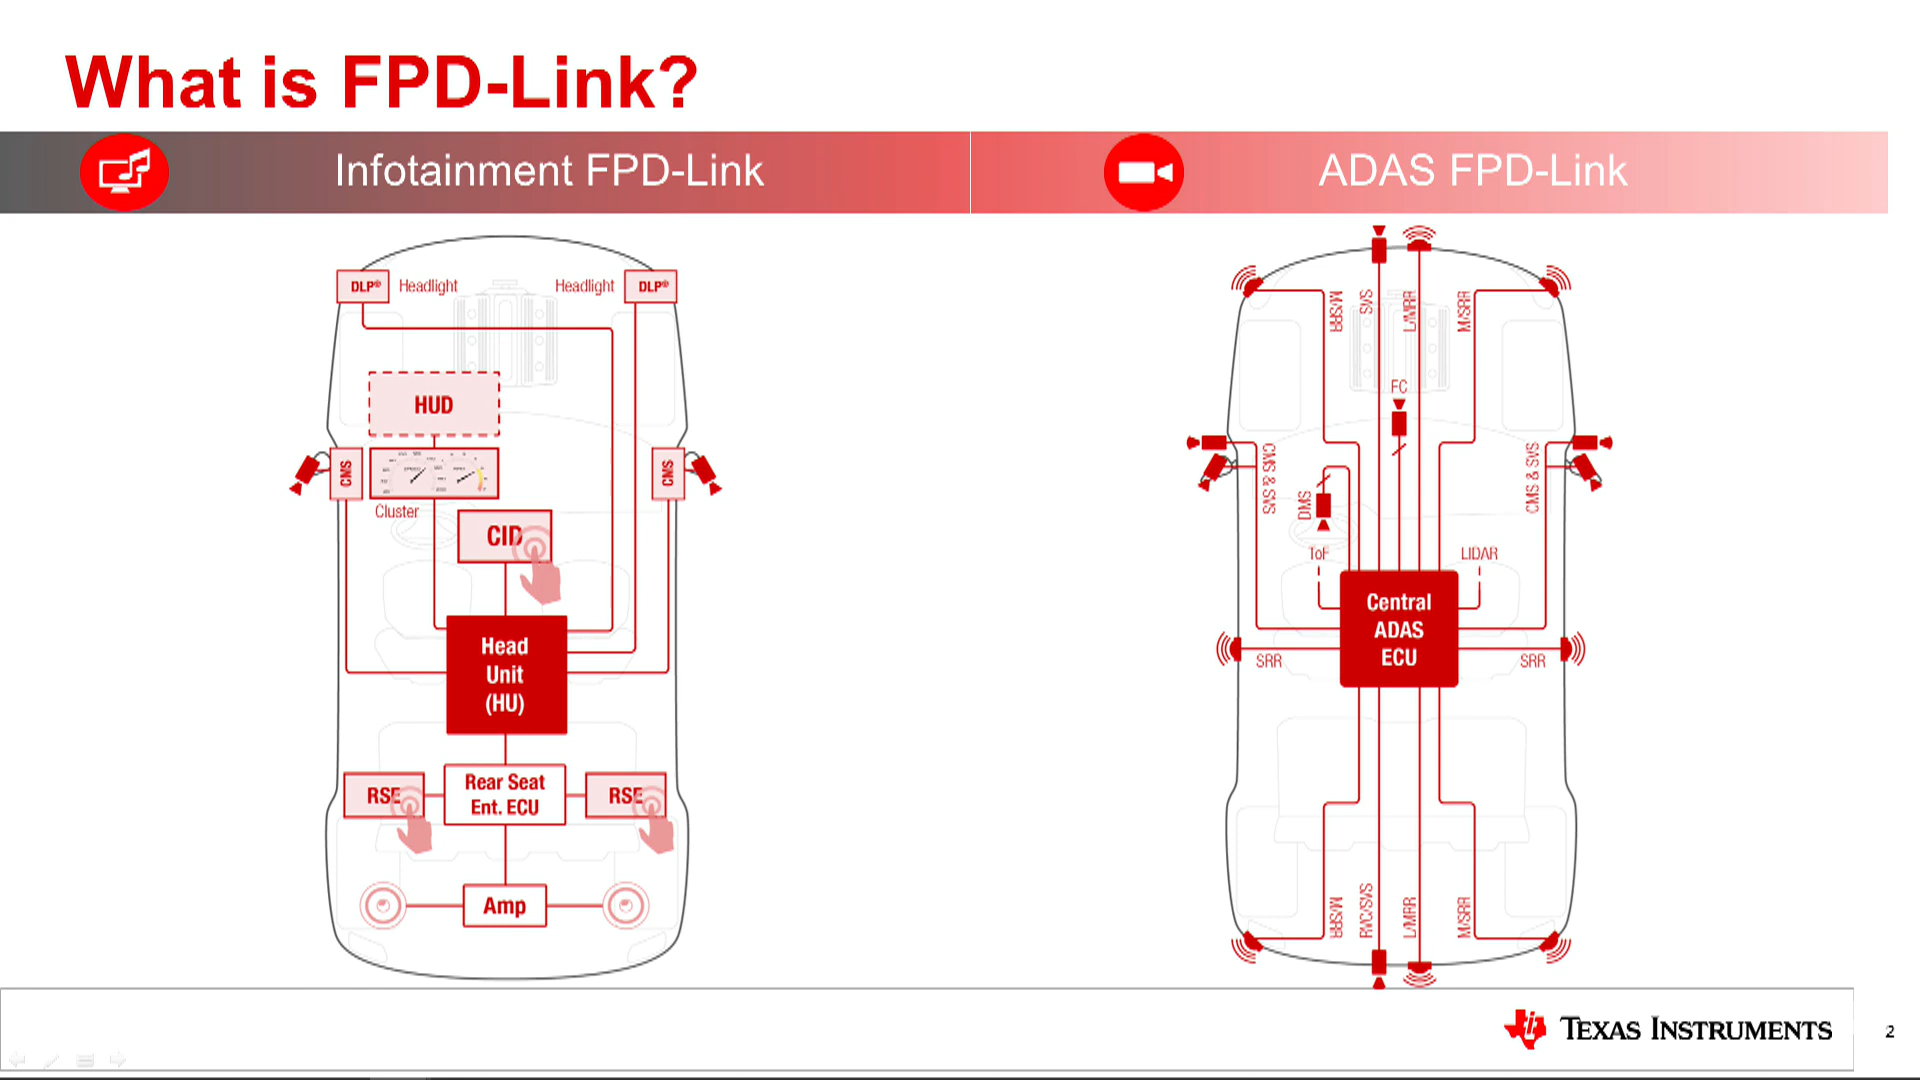 What is FPD-Link?
Infotainment FPD-Link
ADAS FPD-Link
DLP®
Headlight
Headlight
DLP®
HUD
CMS
CMS
Cluster
CID
Head
Unit
(HU)
RSE
Rear Seat
Ent. ECU
RSE
Amp
M/SRR
SVS
L/MRR
M/SRR
FC
CMS & SVS
DMS
CMS & SVS
ToF
LIDAR
Central
ADAS
ECU
SRR
SRR
M/SRR
RVC/SVS
L/MRR
M/SRR
TEXAS INSTRUMENTS
2